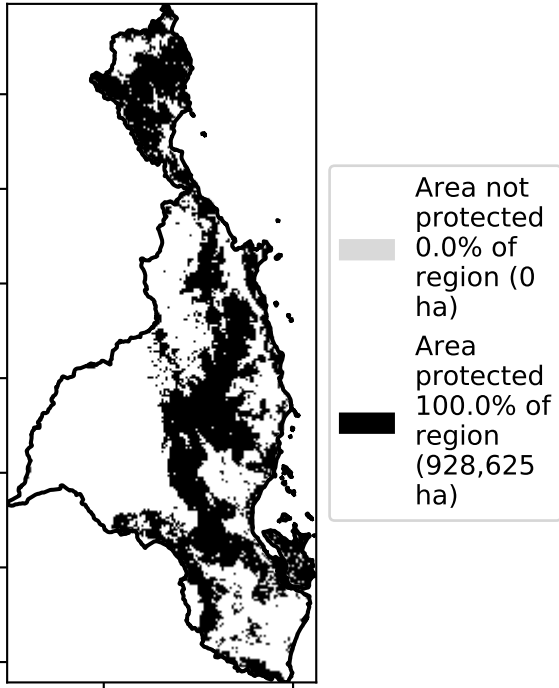 Area not
protected
0.0% of
region (0
ha)
Area
protected
100.0% of
region
(928,625
ha)